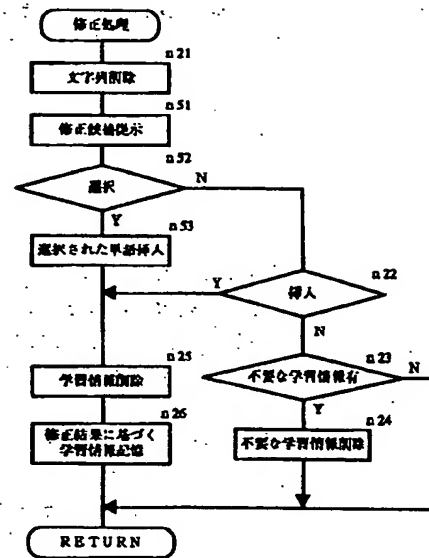 修正処理
n21
文字列削除
n51
修正候補提示
n52
選択
N
Y
n53
選択された単語挿入
n22
Y
挿入
N
n25
n23
学習情報削除
不要な学習情報有
N
Y
n26
n24
修正結果に基づく
学習情報記憶
不要な学習情報削除
RETURN